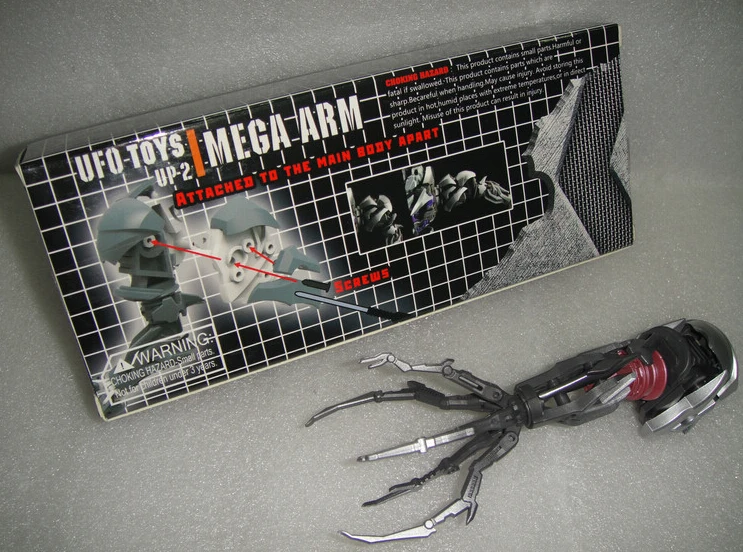 UFO TOYS
UP-2
MEGA ARM
ATTACHED TO THE MAIN BODY APART
CHOKING HAZARD : This product contains small parts.Harmful or
fatal if swallowed.This product contains parts which are
sharp.Becareful when handling.May cause injury. Avoid storing this
product in hot,humid places with extreme temperatures,or in direct
sunlight. Misuse of this product can result in injury.
SCREWS
WARNING:
CHOKING HAZARD-Small parts.
Not for children under 3 years.